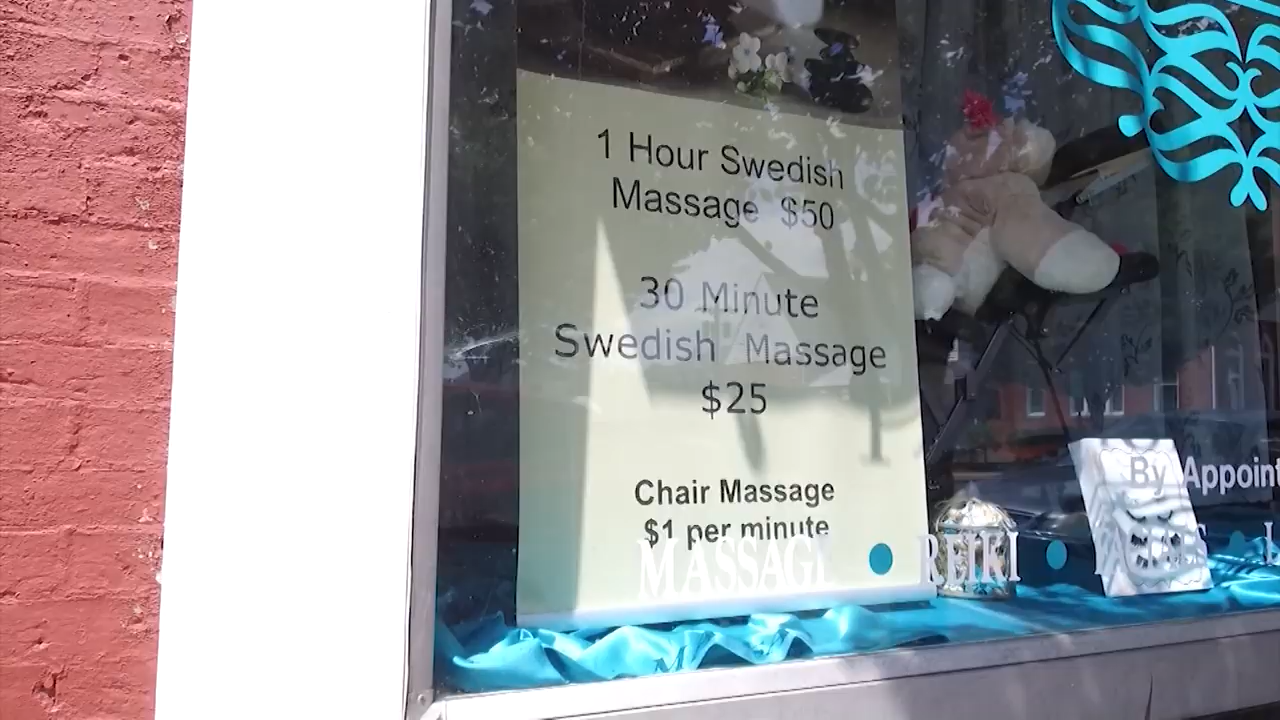 1 Hour Swedish
Massage $50
30 Minute
Swedish Massage
$25
Chair Massage
$1 per minute
By Appoint
MASSAGE • REIKI •